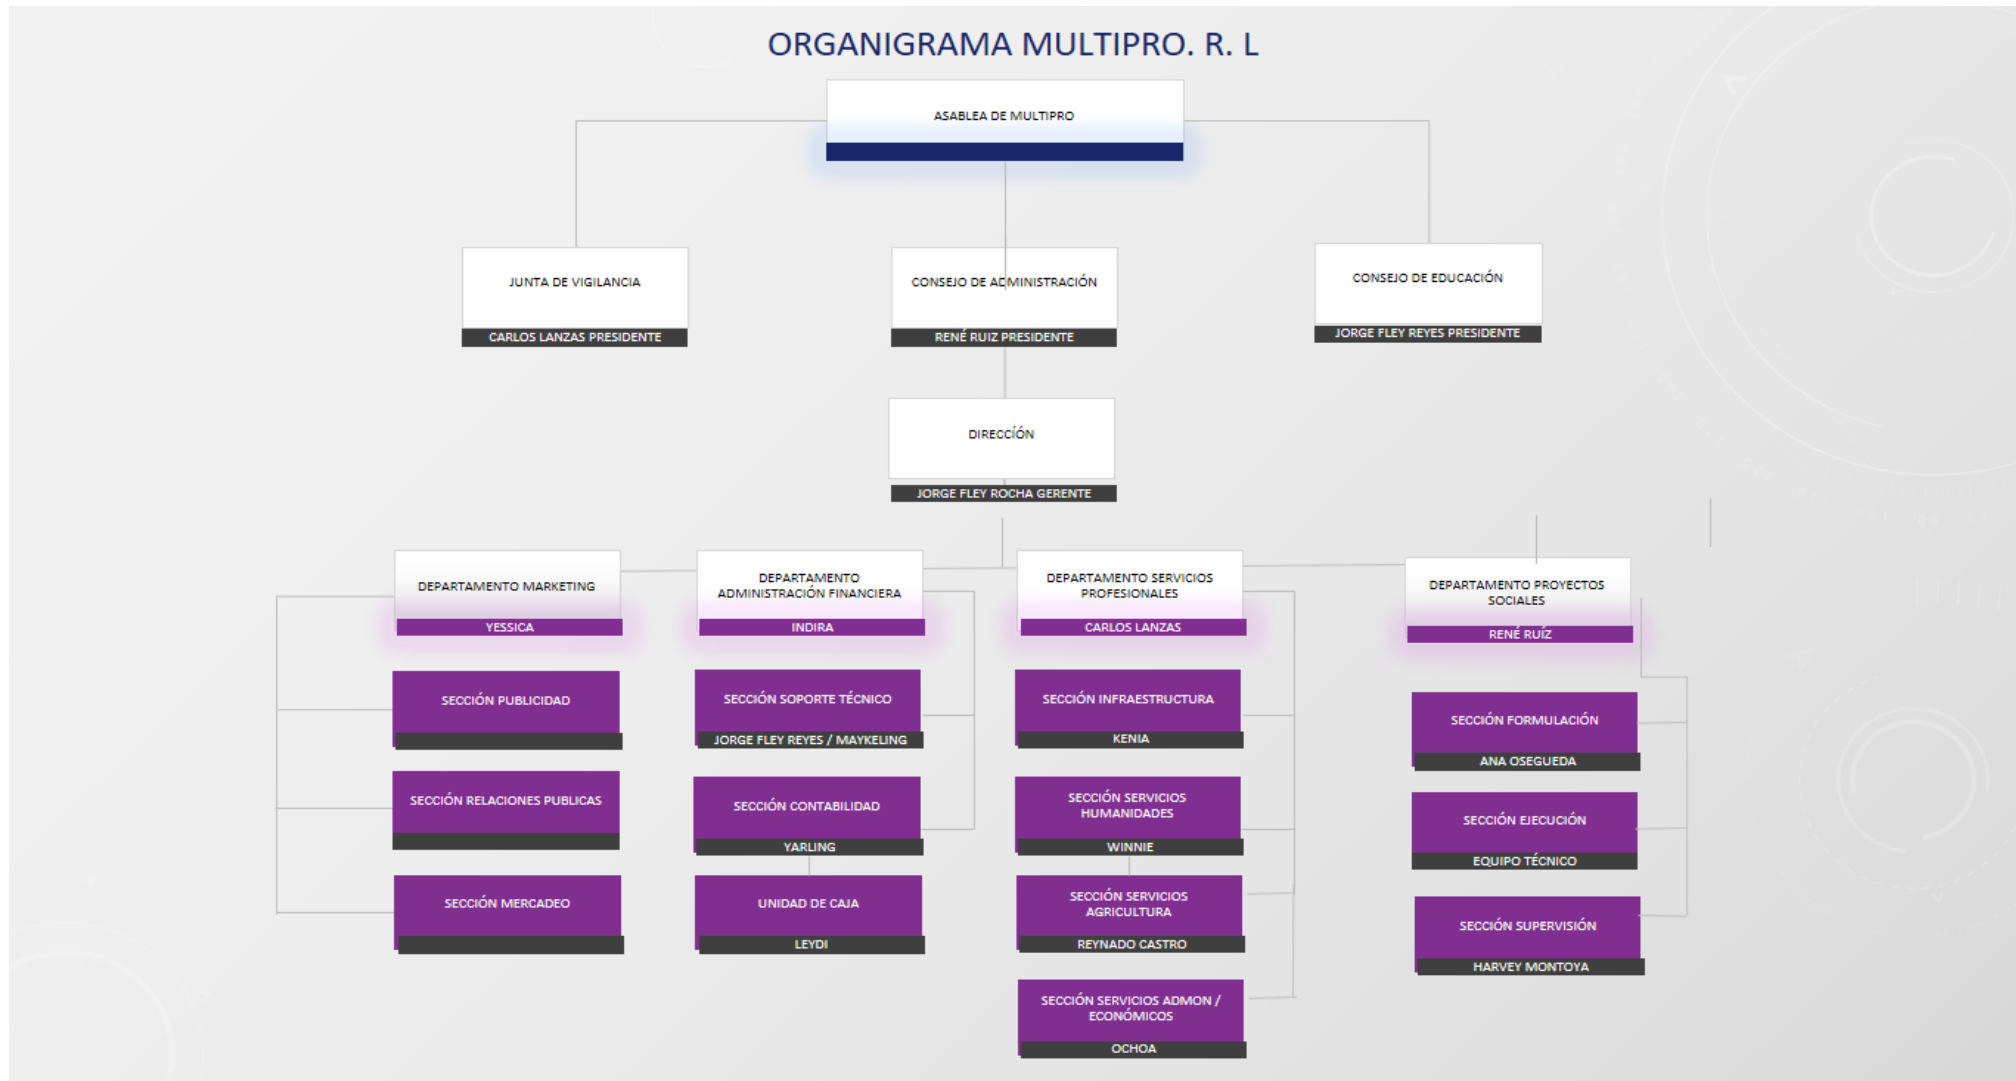 ORGANIGRAMA MULTIPRO. R. L
ASABLEA DE MULTIPRO
JUNTA DE VIGILANCIA
CARLOS LANZAS PRESIDENTE
CONSEJO DE ADMINISTRACIÓN
RENÉ RUIZ PRESIDENTE
CONSEJO DE EDUCACIÓN
JORGE FLEY REYES PRESIDENTE
DIRECCÍÓN
JORGE FLEY ROCHA GERENTE
DEPARTAMENTO MARKETING
YESSICA
SECCIÓN PUBLICIDAD
SECCIÓN RELACIONES PUBLICAS
SECCIÓN MERCADEO
DEPARTAMENTO
ADMINISTRACIÓN FINANCIERA
INDIRA
SECCIÓN SOPORTE TÉCNICO
JORGE FLEY REYES / MAYKELING
SECCIÓN CONTABILIDAD
YARLING
UNIDAD DE CAJA
LEYDI
DEPARTAMENTO SERVICIOS
PROFESIONALES
CARLOS LANZAS
SECCIÓN INFRAESTRUCTURA
KENIA
SECCIÓN SERVICIOS
HUMANIDADES
WINNIE
SECCIÓN SERVICIOS
AGRICULTURA
REYNADO CASTRO
SECCIÓN SERVICIOS ADMON /
ECONÓMICOS
OCHOA
DEPARTAMENTO PROYECTOS
SOCIALES
RENÉ RUÍZ
SECCIÓN FORMULACIÓN
ANA OSEGUEDA
SECCIÓN EJECUCIÓN
EQUIPO TÉCNICO
SECCIÓN SUPERVISIÓN
HARVEY MONTOYA